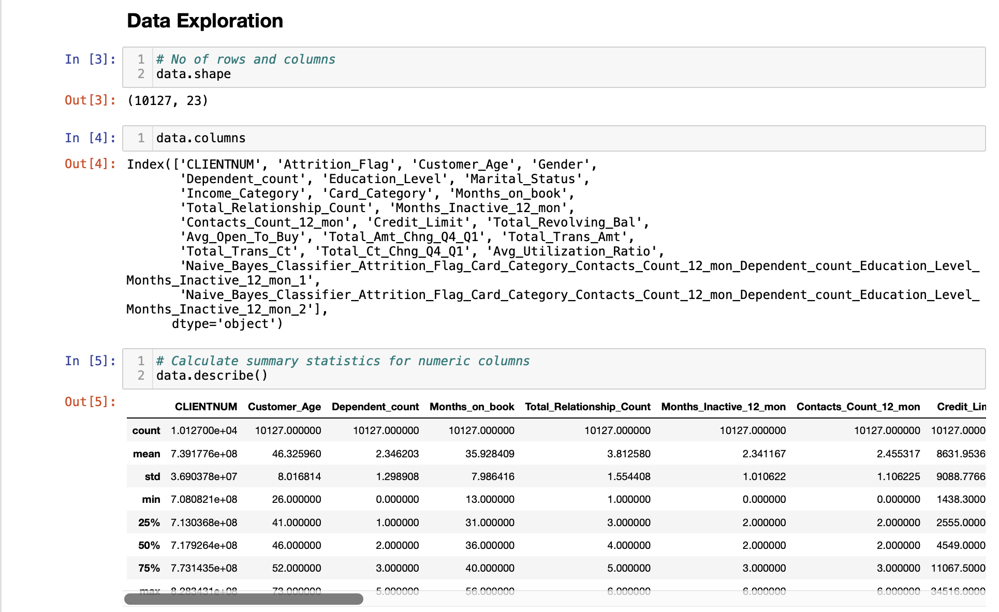 Data Exploration
In [3]:
1 # No of rows and columns
2 data.shape
Out[3]: (10127, 23)
In [4]:
1 data.columns
Out[4]: Index(['CLIENTNUM', 'Attrition_Flag', 'Customer_Age', 'Gender',
'Dependent_count', 'Education_Level', 'Marital_Status',
'Income_Category', 'Card_Category', 'Months_on_book',
'Total_Relationship_Count', 'Months_Inactive_12_mon',
'Contacts_Count_12_mon', 'Credit_Limit', 'Total_Revolving_Bal',
'Avg_Open_To_Buy', 'Total_Amt_Chng_Q4_Q1', 'Total_Trans_Amt',
'Total_Trans_Ct', 'Total_Ct_Chng_Q4_Q1', 'Avg_Utilization_Ratio',
'Naive_Bayes_Classifier_Attrition_Flag_Card_Category_Contacts_Count_12_mon_Dependent_count_Education_Level_
Months_Inactive_12_mon_1',
'Naive_Bayes_Classifier_Attrition_Flag_Card_Category_Contacts_Count_12_mon_Dependent_count_Education_Level_
Months_Inactive_12_mon_2'],
dtype='object')
In [5]:
1 # Calculate summary statistics for numeric columns
2 data.describe()
Out[5]:
CLIENTNUM Customer_Age Dependent_count Months_on_book Total_Relationship_Count Months_Inactive_12_mon Contacts_Count_12_mon Credit_Lim
count 1.012700e+04 10127.000000 10127.000000 10127.000000 10127.000000 10127.000000 10127.000000 10127.0000
mean 7.391776e+08 46.325960 2.346203 35.928409 3.812580 2.341167 2.455317 8631.9536
std 3.690378e+07 8.016814 1.298908 7.986416 1.554408 1.010622 1.106225 9088.7766
min 7.080821e+08 26.000000 0.000000 13.000000 1.000000 0.000000 0.000000 1438.3000
25% 7.130368e+08 41.000000 1.000000 31.000000 3.000000 2.000000 2.000000 2555.0000
50% 7.179264e+08 46.000000 2.000000 36.000000 4.000000 2.000000 2.000000 4549.0000
75% 7.731435e+08 52.000000 3.000000 40.000000 5.000000 3.000000 3.000000 11067.5000
max 8.283431e+08 73.000000 5.000000 56.000000 6.000000 6.000000 6.000000 34516.0000